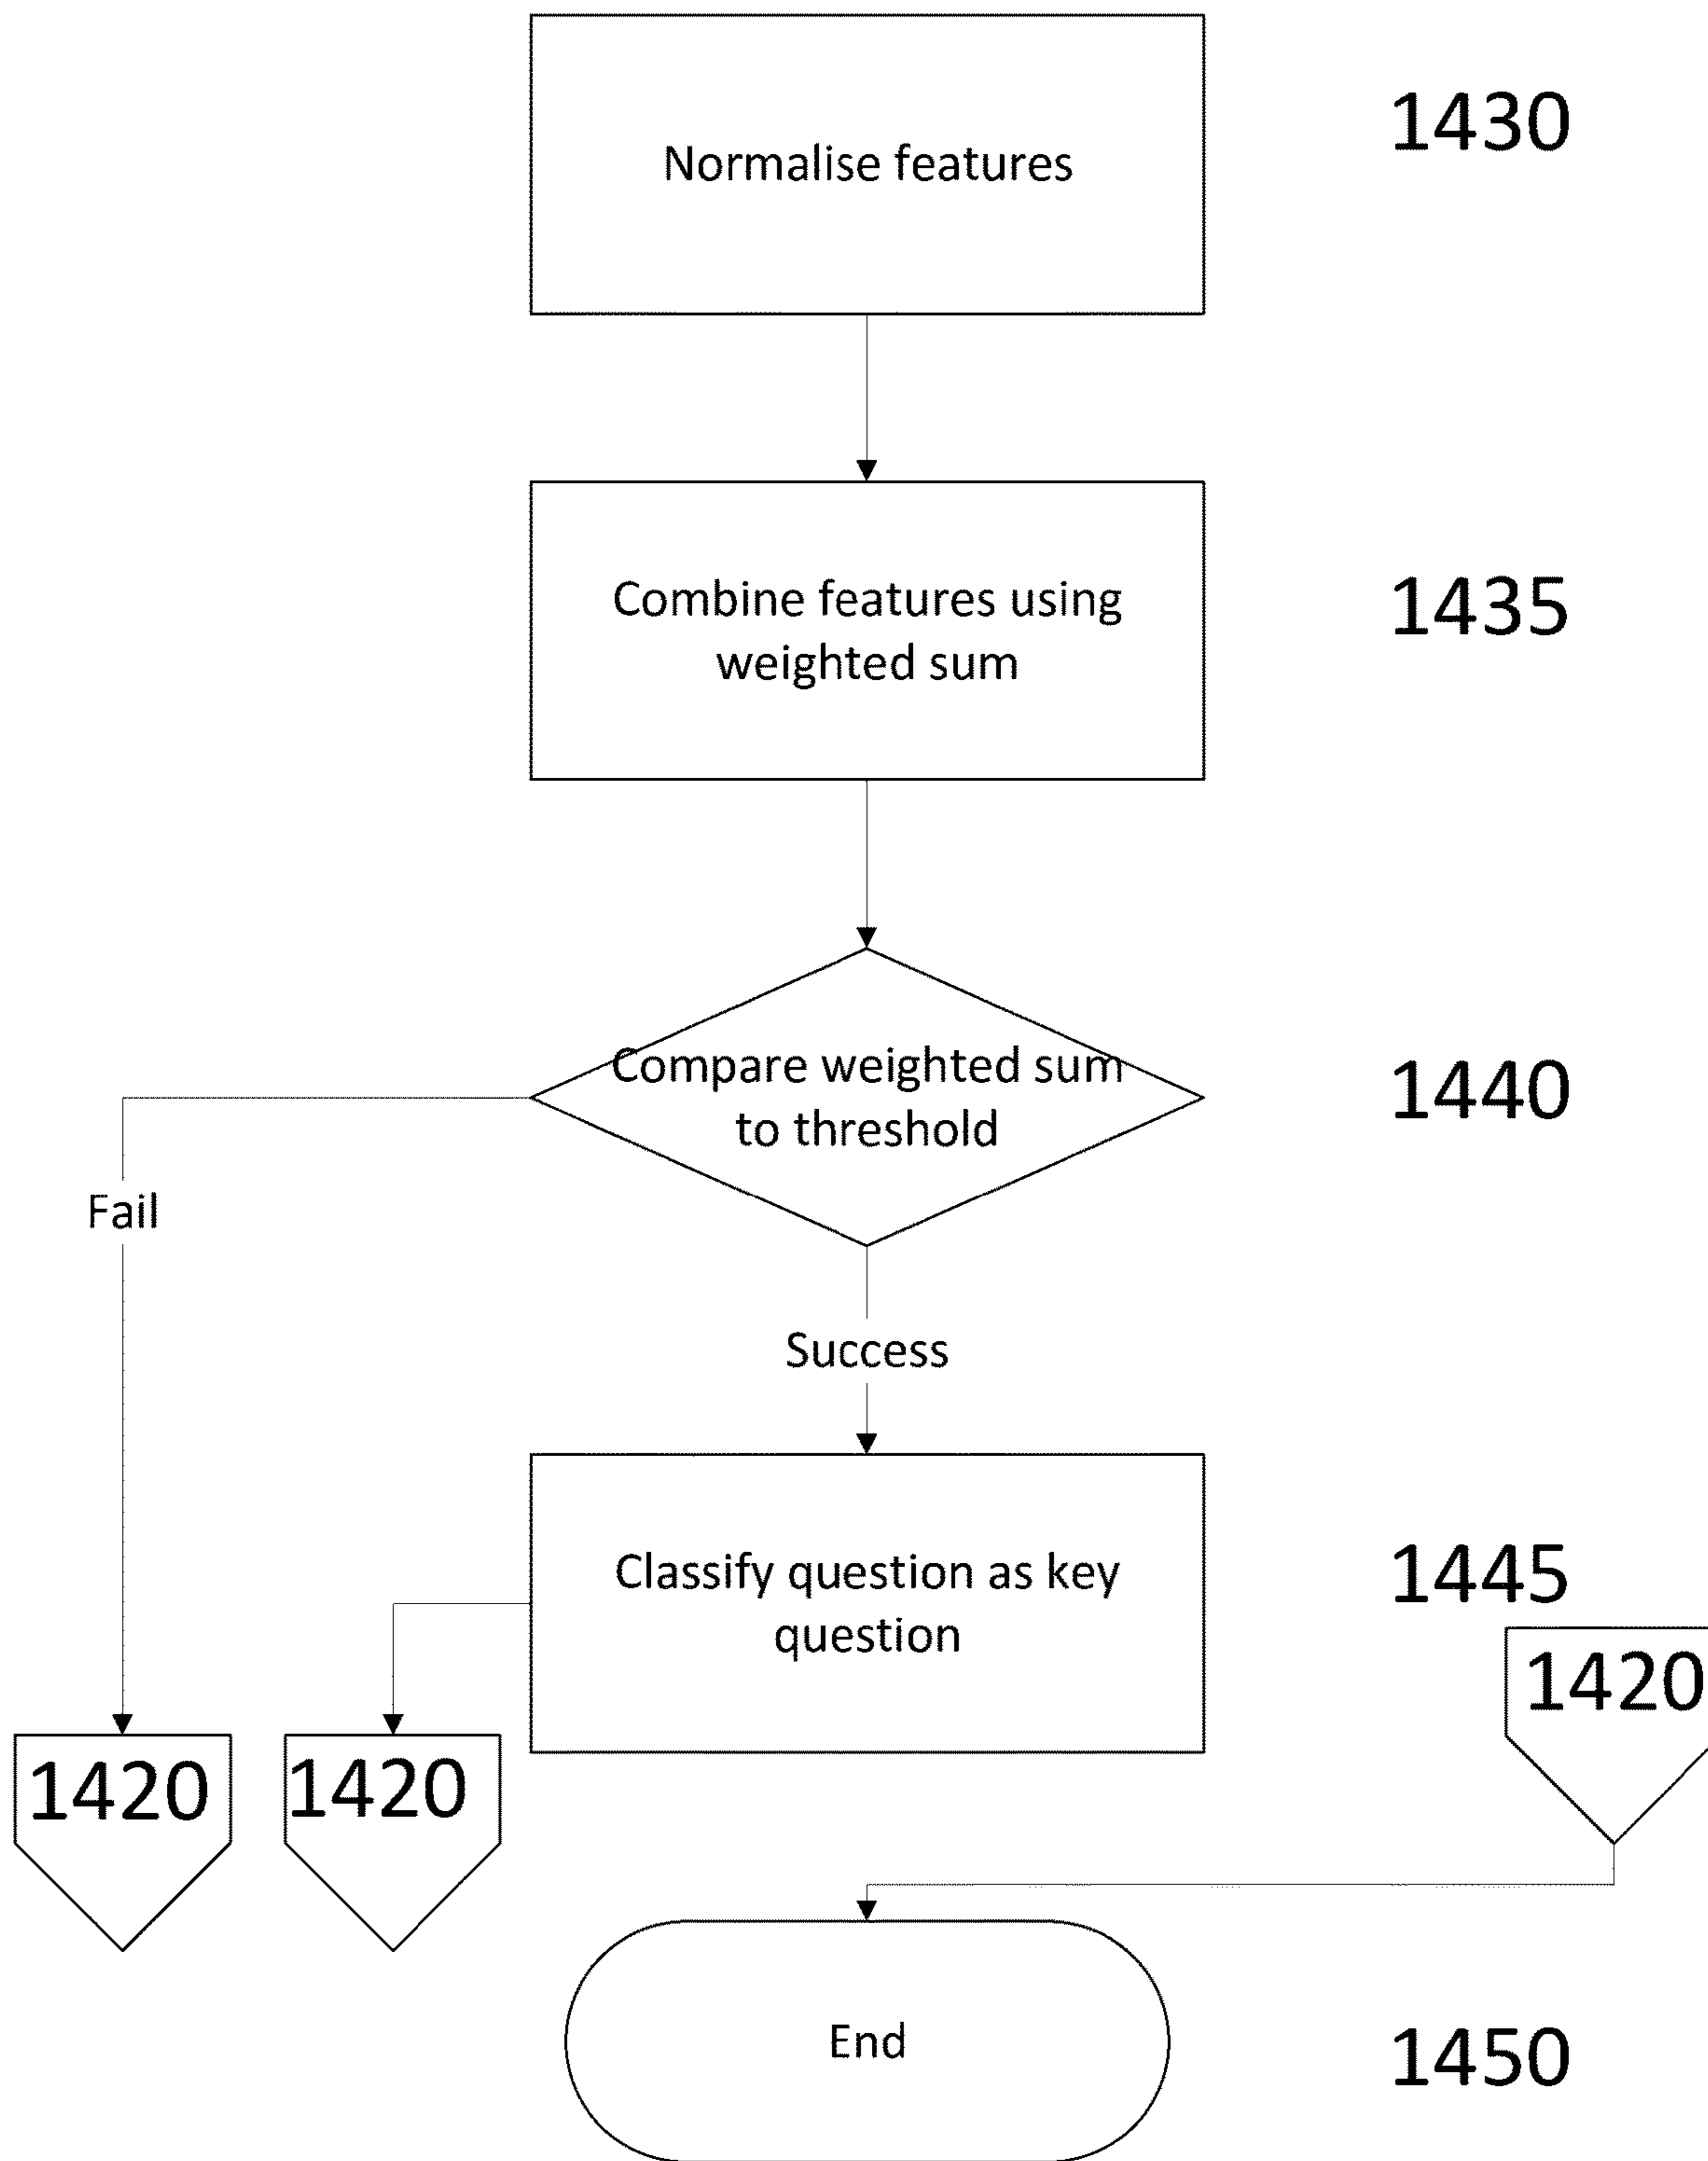 Normalise features
1430
Combine features using
weighted sum
1435
Compare weighted sum
to threshold
1440
Fail
Success
Classify question as key
question
1445
1420
1420
1420
End
1450